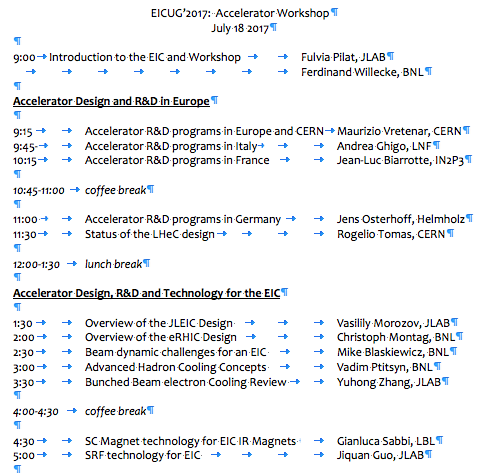 EICUG'2017: Accelerator Workshop
July 18 2017
9:00 Introduction to the EIC and Workshop Fulvia Pilat, JLAB
Ferdinand Willecke, BNL
Accelerator Design and R&D in Europe
9:15 Accelerator R&D programs in Europe and CERN Maurizio Vretenar, CERN
9:45- Accelerator R&D programs in Italy Andrea Ghigo, LNF
10:15 Accelerator R&D programs in France Jean-Luc Biarrotte, IN2P3
10:45-11:00 coffee break
11:00 Accelerator R&D programs in Germany Jens Osterhoff, Helmholz
11:30 Status of the LHeC design Rogelio Tomas, CERN
12:00-1:30 lunch break
Accelerator Design, R&D and Technology for the EIC
1:30 Overview of the JLEIC Design Vasilily Morozov, JLAB
2:00 Overview of the eRHIC Design Christoph Montag, BNL
2:30 Beam dynamic challenges for an EIC Mike Blaskiewicz, BNL
3:00 Advanced Hadron Cooling Concepts Vadim Ptitsyn, BNL
3:30 Bunched Beam electron Cooling Review Yuhong Zhang, JLAB
4:00-4:30 coffee break
4:30 SC Magnet technology for EIC IR Magnets Gianluca Sabbi, LBL
5:00 SRF technology for EIC Jiquan Guo, JLAB